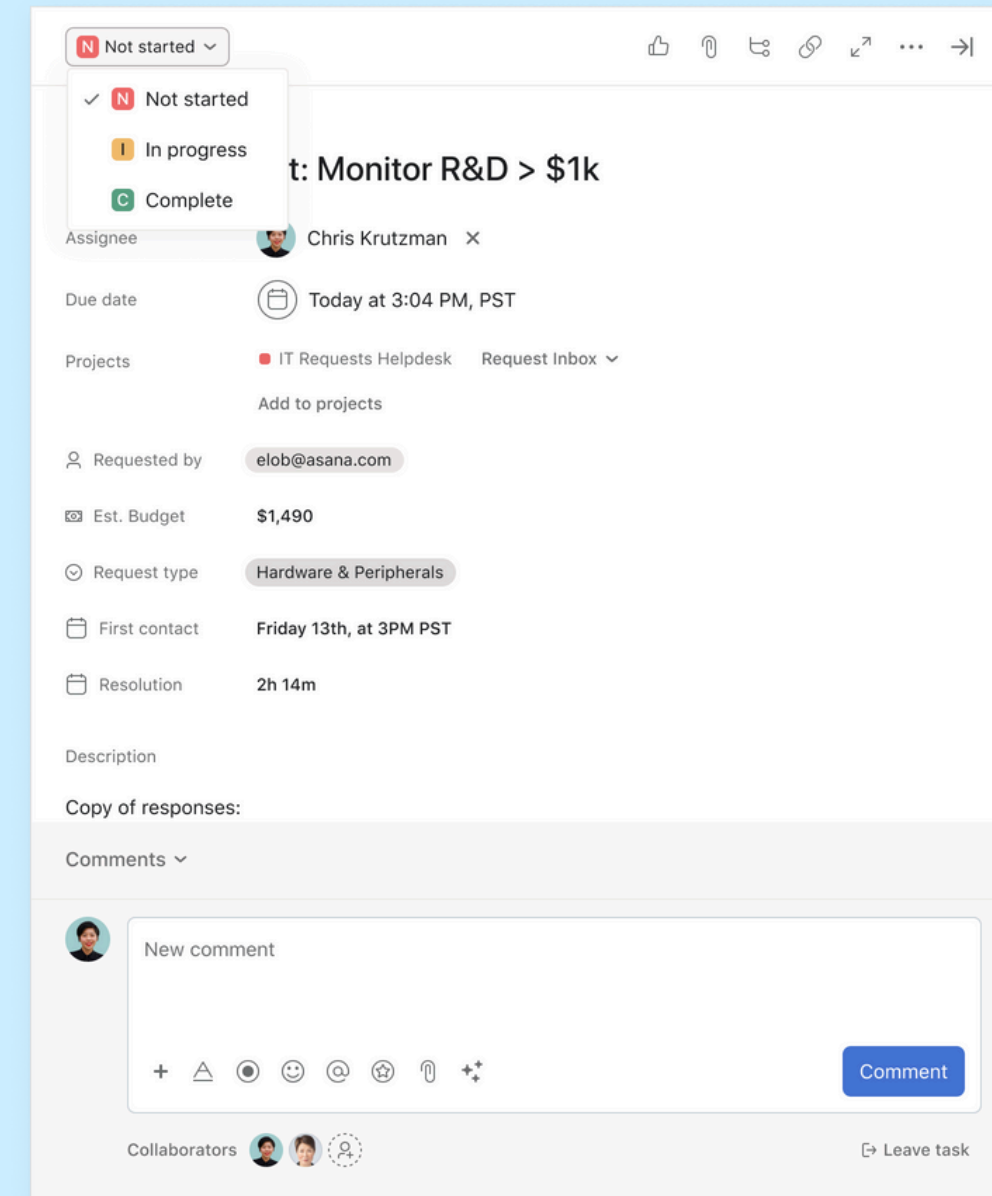 N Not started
N Not started
I In progress
C Complete
t: Monitor R&D > $1k
Assignee Chris Krutzman
Due date Today at 3:04 PM, PST
Projects IT Requests Helpdesk Request Inbox
Add to projects
Requested by elob@asana.com
Est. Budget $1,490
Request type Hardware & Peripherals
First contact Friday 13th, at 3PM PST
Resolution 2h 14m
Description
Copy of responses:
Comments
New comment
Comment
Collaborators Leave task